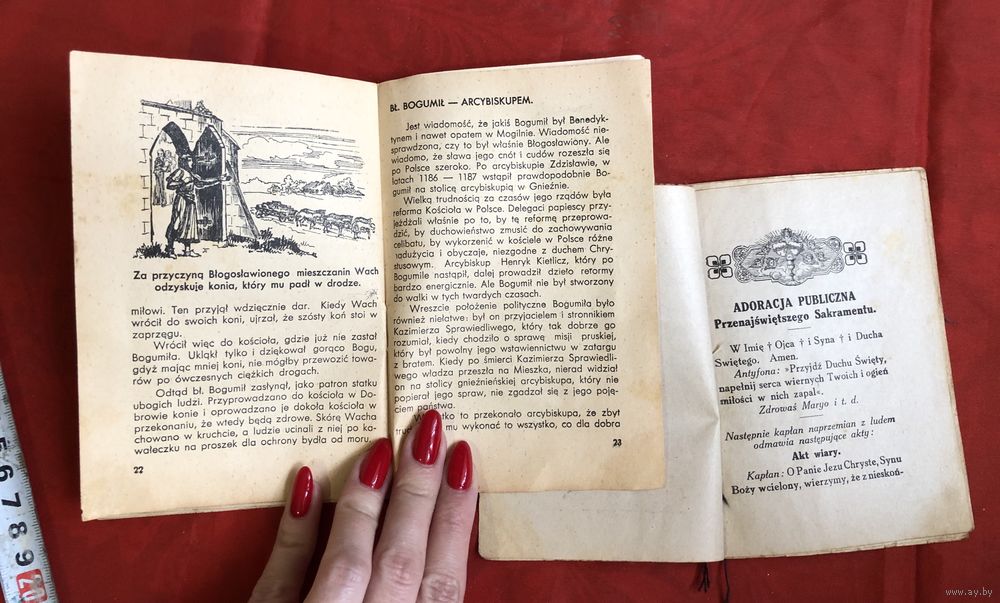 Za przyczyną Błogosławionego mieszczanin Wach
odzyskuje konia, który mu padł w drodze.
miłowi. Ten przyjął wdzięcznie dar. Kiedy Wach
wrócił do swoich koni, ujrzał, że szósty koń stoi w
zaprzęgu.
Wrócił więc do kościoła, gdzie już nie zastał
Bogumiła. Ukląkł tylko i dziękował gorąco Bogu,
gdyż mając mniej koni, nie mógłby przewozić towa-
rów po ówczesnych ciężkich drogach.
Odtąd bł. Bogumił zasłynął, jako patron statku
ubogich ludzi. Przyprowadzano do kościoła w Do-
browie konie i oprowadzano je dokoła kościoła w
przekonaniu, że wtedy będą zdrowe. Skórę Wacha
chowano w kruchcie, a ludzie ucinali z niej po ka-
wałeczku na proszek dla ochrony bydła od moru.
22
BŁ. BOGUMIŁ — ARCYBISKUPEM.
Jest wiadomość, że jakiś Bogumił był Benedyk-
tynem i nawet opatem w Mogilnie. Wiadomość nie-
sprawdzona, czy to był właśnie Błogosławiony. Ale
wiadomo, że sława jego cnót i cudów rozeszła się
po Polsce szeroko. Po arcybiskupie Zdzisławie, w
latach 1186 — 1187 wstąpił prawdopodobnie Bo-
gumił na stolicę arcybiskupią w Gnieźnie.
Wielką trudnością za czasów jego rządów była
reforma Kościoła w Polsce. Delegaci papiescy przy-
jeżdżali właśnie po to, by tę reformę przeprowa-
dzić, by duchowieństwo zmusić do zachowywania
celibatu, by wykorzenić w kościele w Polsce różne
nadużycia i obyczaje, niezgodne z duchem Chry-
stusowym. Arcybiskup Henryk Kietlicz, który po
Bogumile nastąpił, dalej prowadził dzieło reformy
bardzo energicznie. Ale Bogumił nie był stworzony
do walki w tych twardych czasach.
Wreszcie położenie polityczne Bogumiła było
również niełatwe: był on przyjacielem i stronnikiem
Kazimierza Sprawiedliwego, który tak dobrze go
rozumiał, kiedy chodziło o sprawę misji pruskiej,
który był powolny jego wstawiennictwu w zatargu
z bratem. Kiedy po śmierci Kazimierza Sprawiedli-
wego władza przeszła na Mieszka, nierad widział
on na stolicy gnieźnieńskiej arcybiskupa, który nie
popierał jego spraw, nie zgadzał się z jego poję-
ciem państwa.
to przekonało arcybiskupa, że zbyt
mu wykonać to wszystko, co dla dobra
23
ADORACJA PUBLICZNA
Przenajświętszego Sakramentu.
W Imię † Ojca † i Syna † i Ducha
Świętego. Amen.
Antyfona: »Przyjdź Duchu Święty,
napełnij serca wiernych Twoich i ogień
miłości w nich zapal«.
Zdrowaś Maryo i t. d.
Następnie kapłan naprzemian z ludem
odmawia następujące akty:
Akt wiary.
Kapłan: O Panie Jezu Chryste, Synu
Boży wcielony, wierzymy, że z nieskoń-
5 6 7 8 9
www.ay.by